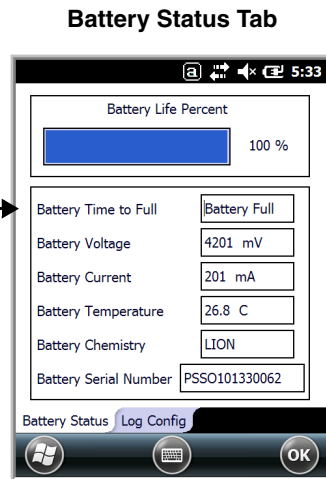 Battery Status Tab
a 5:33
Battery Life Percent
100 %
Battery Time to Full Battery Full
Battery Voltage 4201 mV
Battery Current 201 mA
Battery Temperature 26.8 C
Battery Chemistry LION
Battery Serial Number PSSO101330062
Battery Status Log Config
OK